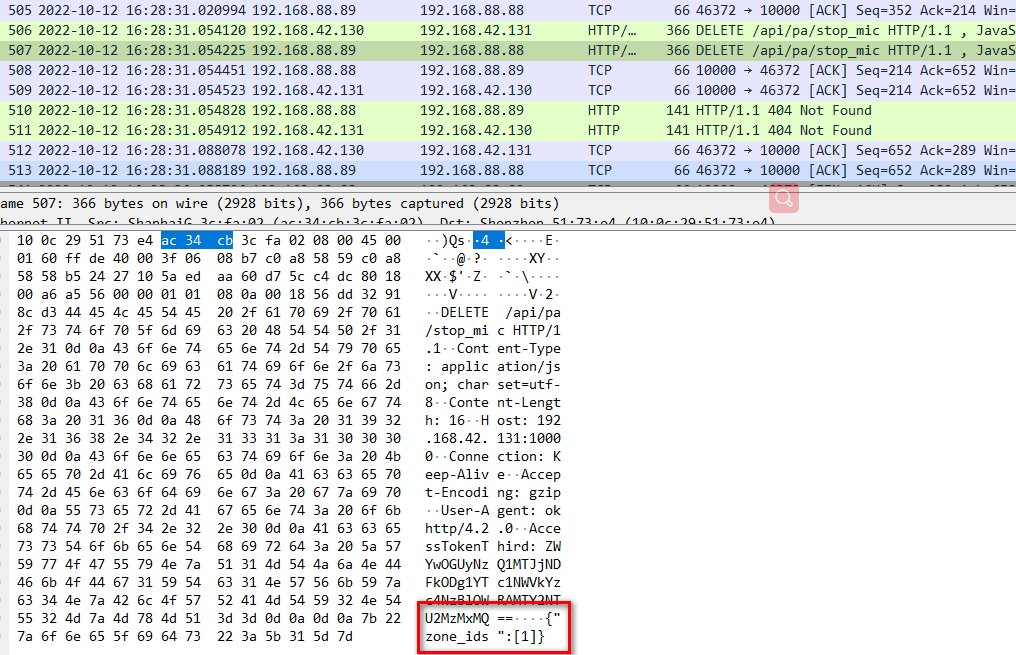 505 2022-10-12 16:28:31.020994 192.168.88.89 192.168.88.88 TCP 66 46372 → 10000 [ACK] Seq=352 Ack=214 Win=
506 2022-10-12 16:28:31.054120 192.168.42.130 192.168.42.131 HTTP/… 366 DELETE /api/pa/stop_mic HTTP/1.1 , JavaS
507 2022-10-12 16:28:31.054225 192.168.88.89 192.168.88.88 HTTP/… 366 DELETE /api/pa/stop_mic HTTP/1.1 , JavaS
508 2022-10-12 16:28:31.054451 192.168.88.88 192.168.88.89 TCP 66 10000 → 46372 [ACK] Seq=214 Ack=652 Win=
509 2022-10-12 16:28:31.054523 192.168.42.131 192.168.42.130 TCP 66 10000 → 46372 [ACK] Seq=214 Ack=652 Win=
510 2022-10-12 16:28:31.054828 192.168.88.88 192.168.88.89 HTTP 141 HTTP/1.1 404 Not Found
511 2022-10-12 16:28:31.054912 192.168.42.131 192.168.42.130 HTTP 141 HTTP/1.1 404 Not Found
512 2022-10-12 16:28:31.088078 192.168.42.130 192.168.42.131 TCP 66 46372 → 10000 [ACK] Seq=652 Ack=289 Win=
513 2022-10-12 16:28:31.088189 192.168.88.89 192.168.88.88 TCP 66 46372 → 10000 [ACK] Seq=652 Ack=289 Win=
ame 507: 366 bytes on wire (2928 bits), 366 bytes captured (2928 bits)
hernet II, Src: ShanhaiG_3c:fa:02 (ac:34:cb:3c:fa:02), Dst: Shenzhen_51:73:e4 (10:0c:29:51:73:e4)
10 0c 29 51 73 e4 ac 34 cb 3c fa 02 08 00 45 00 ··)Qs··4 ·<····E·
01 60 ff de 40 00 3f 06 08 b7 c0 a8 58 59 c0 a8 ·`··@·?· ····XY··
58 58 b5 24 27 10 5a ed aa 60 d7 5c c4 dc 80 18 XX·$'·Z· ·`·\····
00 a6 a5 56 00 00 01 01 08 0a 00 18 56 dd 32 91 ···V···· ····V·2·
8c d3 44 45 4c 45 54 45 20 2f 61 70 69 2f 70 61 ··DELETE /api/pa
2f 73 74 6f 70 5f 6d 69 63 20 48 54 54 50 2f 31 /stop_mi c HTTP/1
2e 31 0d 0a 43 6f 6e 74 65 6e 74 2d 54 79 70 65 .1··Cont ent-Type
3a 20 61 70 70 6c 69 63 61 74 69 6f 6e 2f 6a 73 : applic ation/js
6f 6e 3b 20 63 68 61 72 73 65 74 3d 75 74 66 2d on; char set=utf-
38 0d 0a 43 6f 6e 74 65 6e 74 2d 4c 65 6e 67 74 8··Conte nt-Lengt
68 3a 20 31 36 0d 0a 48 6f 73 74 3a 20 31 39 32 h: 16··H ost: 192
2e 31 36 38 2e 34 32 2e 31 33 31 3a 31 30 30 30 .168.42. 131:1000
30 0d 0a 43 6f 6e 6e 65 63 74 69 6f 6e 3a 20 4b 0··Conne ction: K
65 65 70 2d 41 6c 69 76 65 0d 0a 41 63 63 65 70 eep-Aliv e··Accep
74 2d 45 6e 63 6f 64 69 6e 67 3a 20 67 7a 69 70 t-Encodi ng: gzip
0d 0a 55 73 65 72 2d 41 67 65 6e 74 3a 20 6f 6b ··User-A gent: ok
68 74 74 70 2f 34 2e 32 2e 30 0d 0a 41 63 63 65 http/4.2 .0··Acce
73 73 54 6f 6b 65 6e 54 68 69 72 64 3a 20 5a 57 ssTokenT hird: ZW
59 77 4f 47 55 79 4e 7a 51 31 4d 54 4a 6a 4e 44 YwOGUyNz Q1MTJjND
46 6b 4f 44 67 31 59 54 63 31 4e 57 56 6b 59 7a FkODg1YT c1NWVkYz
63 34 4e 7a 42 6c 4f 57 52 41 4d 54 59 32 4e 54 c4NzBlOW RAMTY2NT
55 32 4d 7a 4d 78 4d 51 3d 3d 0d 0a 0d 0a 7b 22 U2MzMxMQ ==····{"
7a 6f 6e 65 5f 69 64 73 22 3a 5b 31 5d 7d zone_ids ":[1]}